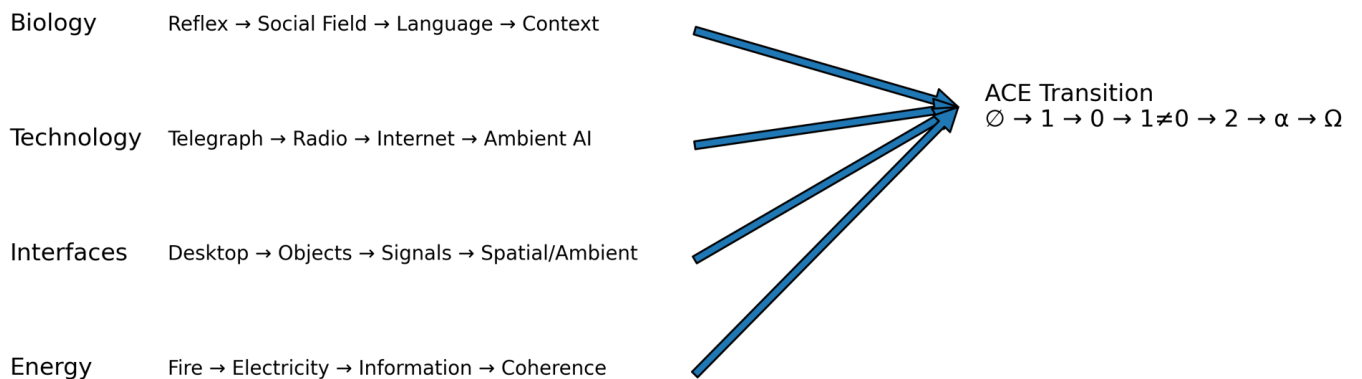 Biology Reflex → Social Field → Language → Context
ACE Transition
∅ → 1 → 0 → 1≠0 → 2 → α → Ω
Technology Telegraph → Radio → Internet → Ambient AI
Interfaces Desktop → Objects → Signals → Spatial/Ambient
Energy Fire → Electricity → Information → Coherence